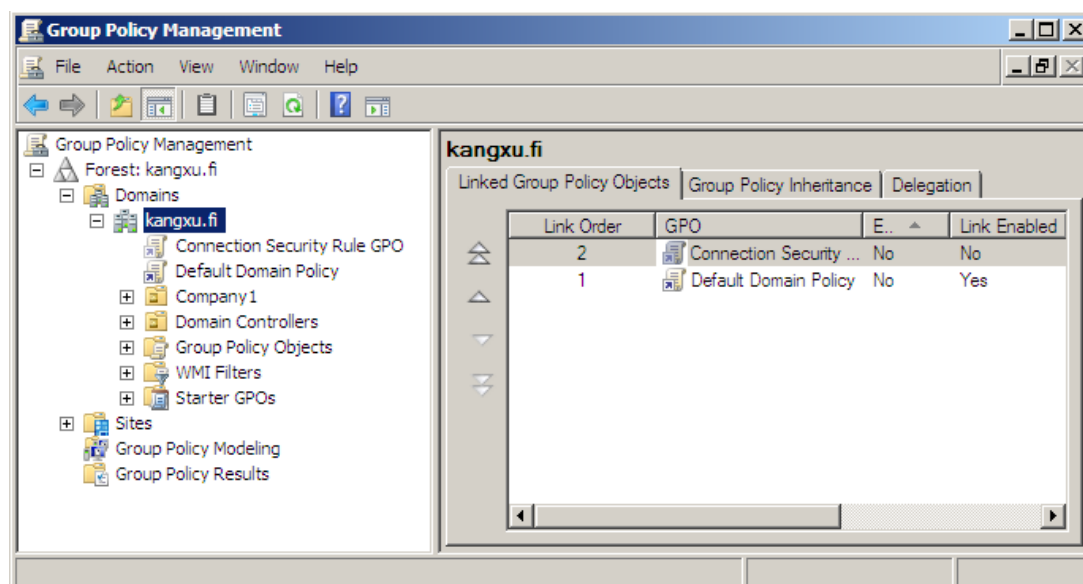 Group Policy Management
File Action View Window Help
Group Policy Management
Forest: kangxu.fi
Domains
kangxu.fi
Connection Security Rule GPO
Default Domain Policy
Company1
Domain Controllers
Group Policy Objects
WMI Filters
Starter GPOs
Sites
Group Policy Modeling
Group Policy Results
kangxu.fi
Linked Group Policy Objects Group Policy Inheritance Delegation
Link Order GPO E.. Link Enabled
2 Connection Security ... No No
1 Default Domain Policy No Yes